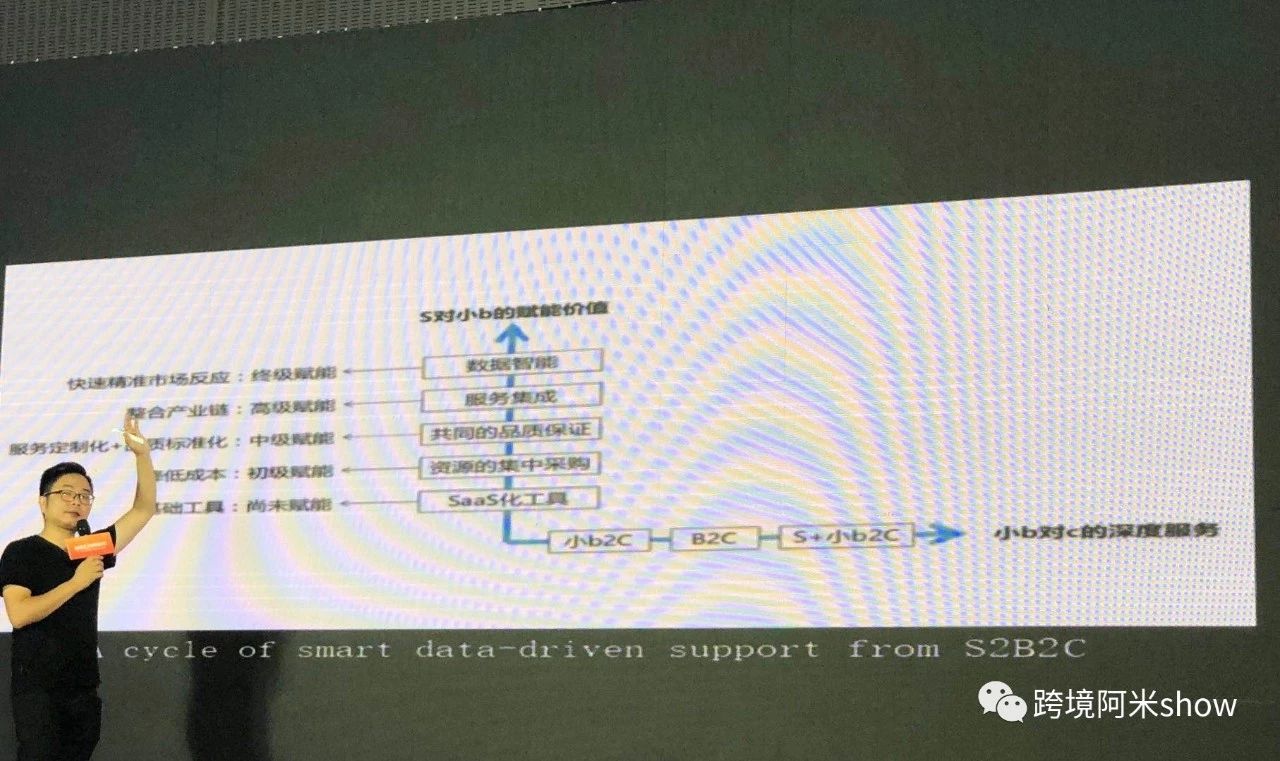 S对小b的赋能价值
快速精准市场反应：终级赋能
数据智能
整合产业链：高级赋能
服务集成
服务定制化+质标准化：中级赋能
共同的品质保证
降低成本：初级赋能
资源的集中采购
础工具：尚未赋能
SaaS化工具
小b2C
B2C
S+小b2C
小b对c的深度服务
A cycle of smart data-driven support from S2B2C
跨境阿米show